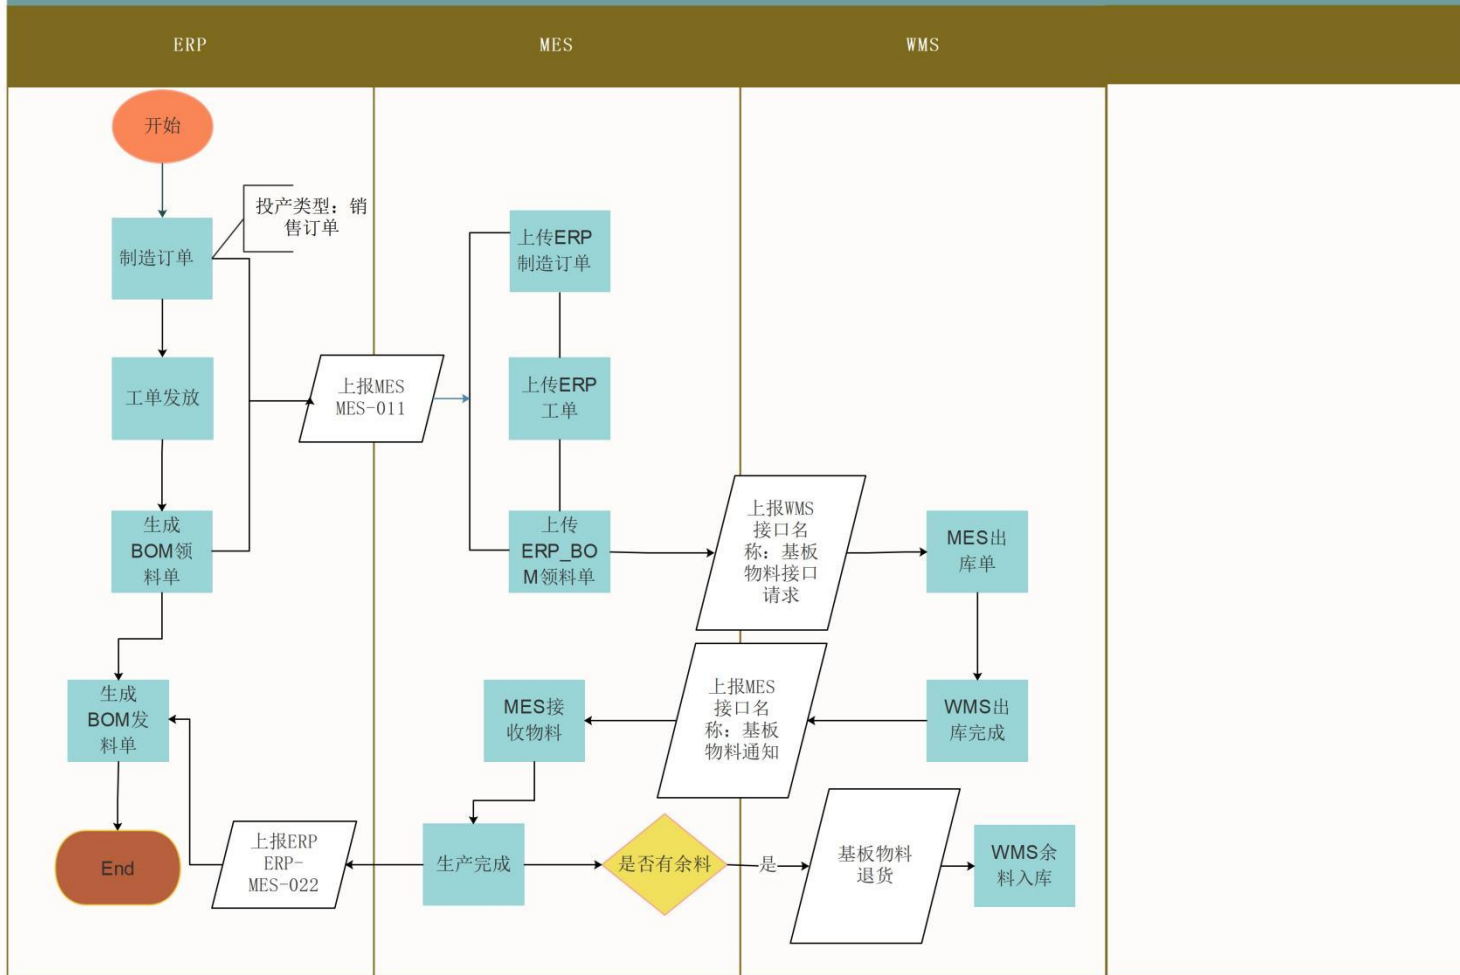 ERP
MES
WMS
开始
投产类型：销
售订单
制造订单
上传ERP
制造订单
工单发放
上报MES
MES-011
上传ERP
工单
生成
BOM领
料单
上传
ERP_BO
M领料单
上报WMS
接口名
称：基板
物料接口
请求
MES出
库单
生成
BOM发
料单
MES接
收物料
上报MES
接口名
称：基板
物料通知
WMS出
库完成
End
上报ERP
ERP-
MES-022
生产完成
是否有余料
是
基板物料
退货
WMS余
料入库